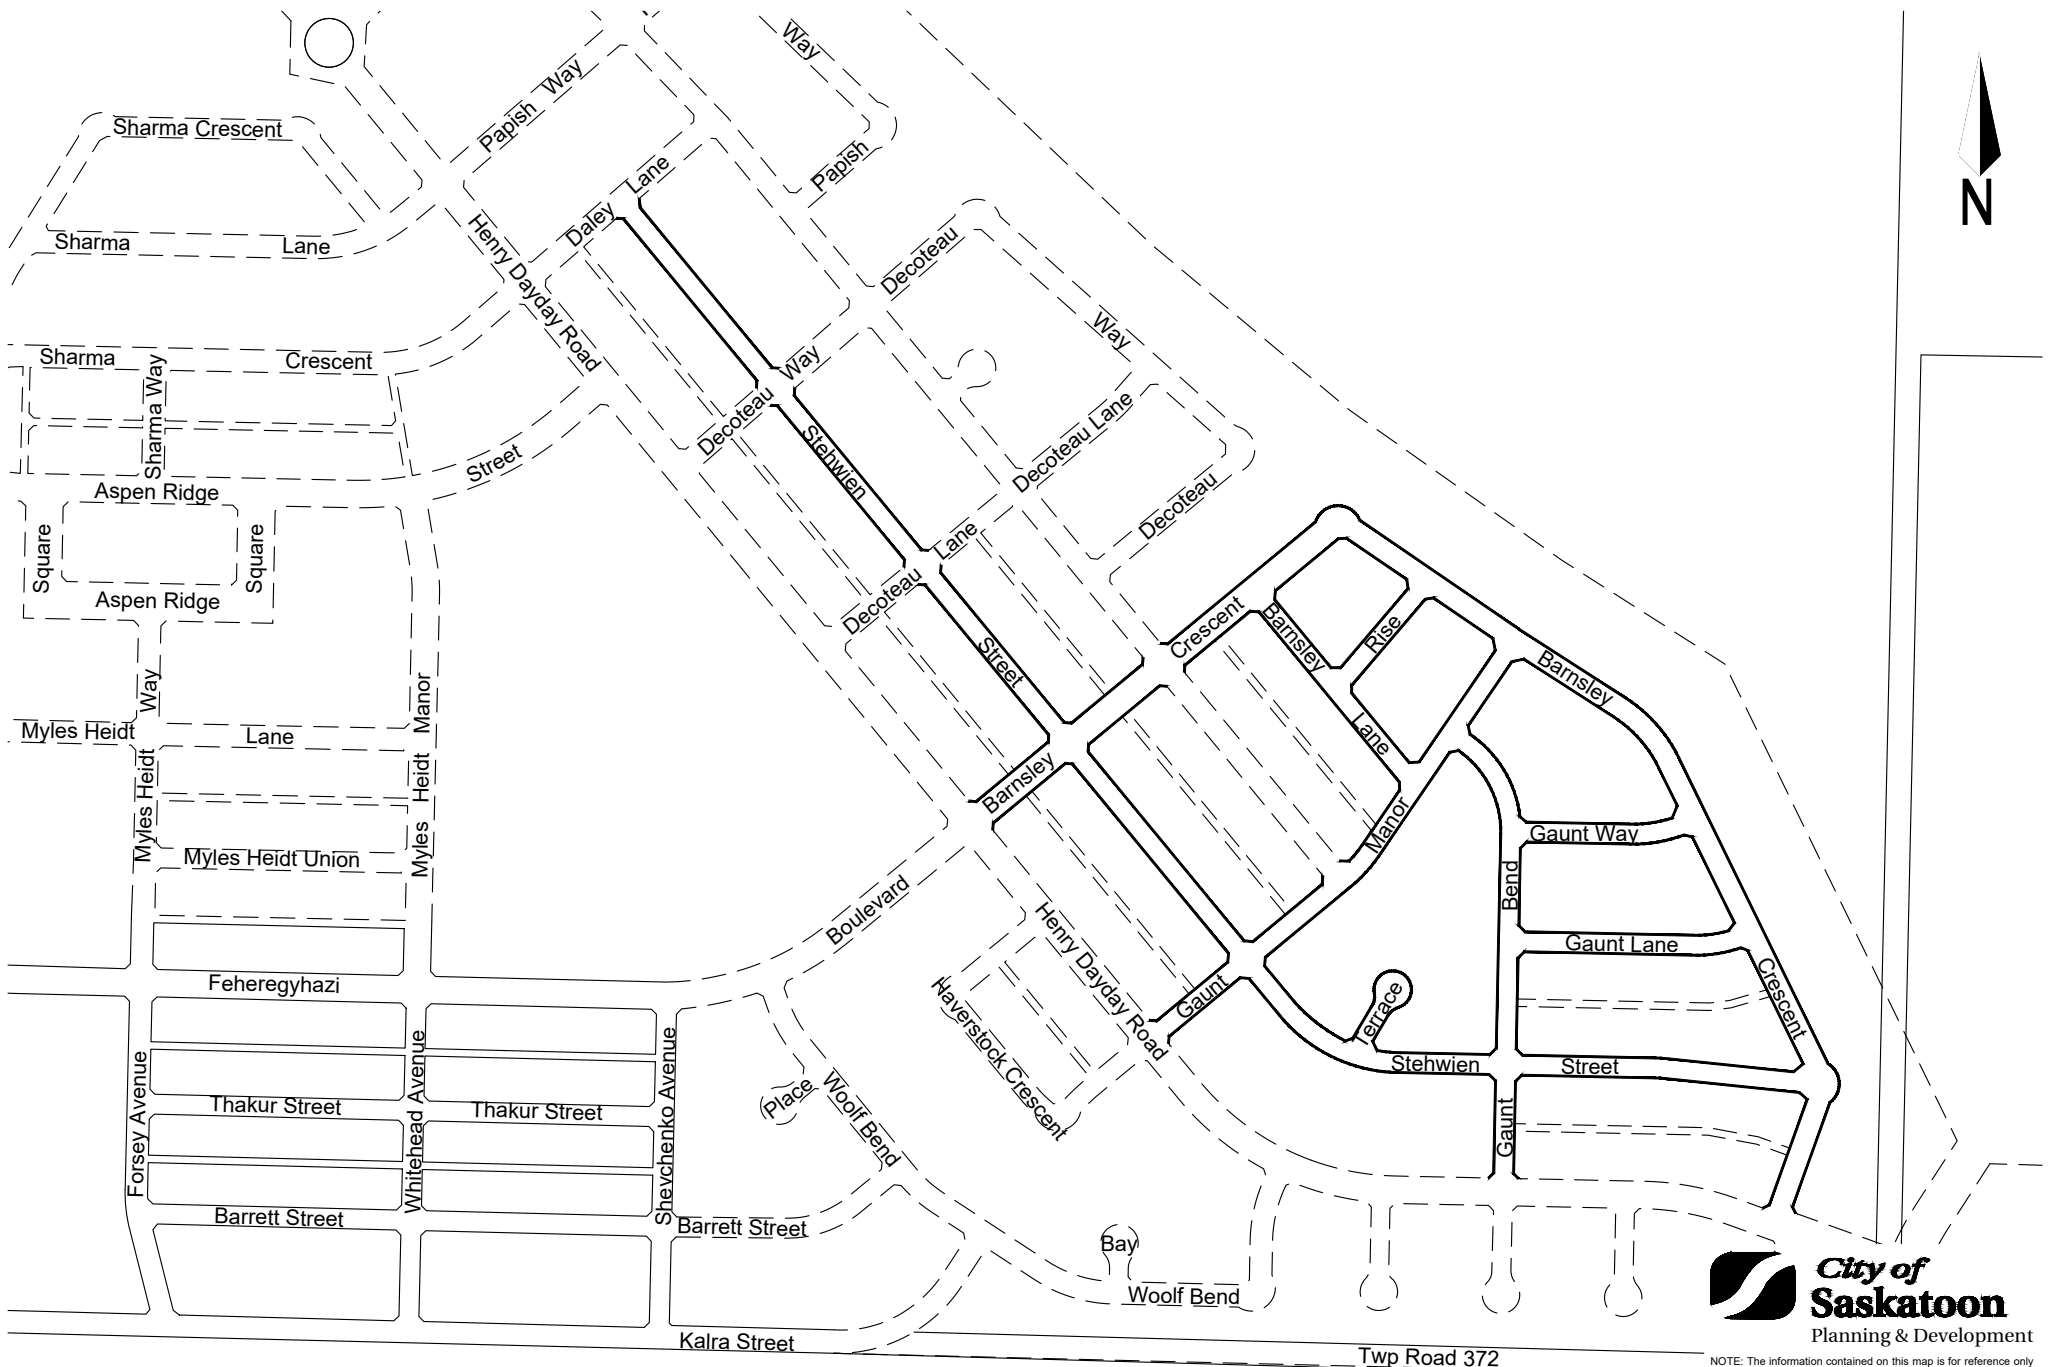 Way
Papish Way
Sharma Crescent
Papish
Daley Lane
Sharma Lane
Henry Dayday Road
Decoteau
Way
N
Sharma Crescent
Sharma Way
Decoteau Way
Decoteau Lane
Stehwien
Street
Aspen Ridge
Decoteau
Square
Square
Decoteau Lane
Aspen Ridge
Street
Crescent
Barnsley
Rise
Barnsley
Way
Manor
Myles Heidt
Lane
Lane
Barnsley
Myles Heidt
Myles Heidt
Manor
Gaunt Way
Myles Heidt Union
Bend
Boulevard
Gaunt Lane
Henry Dayday Road
Feheregyhazi
Gaunt
Terrace
Crescent
Haverstock Crescent
Stehwien
Street
Forsey Avenue
Whitehead Avenue
Shevchenko Avenue
Place
Woolf Bend
Thakur Street
Thakur Street
Gaunt
Barrett Street
Barrett Street
Bay
Woolf Bend
Kalra Street
Twp Road 372
City of
Saskatoon
Planning & Development
NOTE: The information contained on this map is for reference only